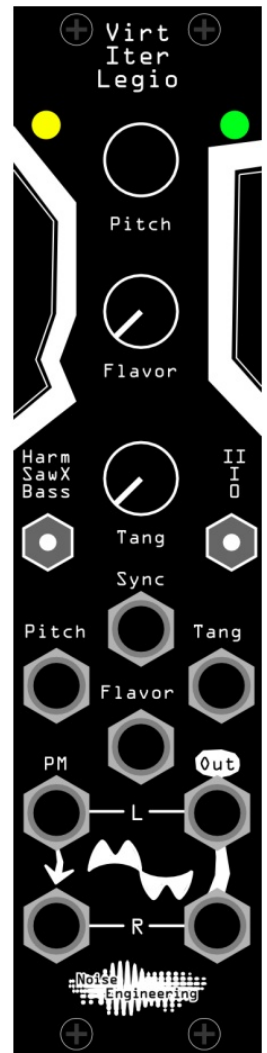 Virt
Iter
Legio
Pitch
Flavor
Tang
Harm
SawX
Bass
II
I
O
Sync
Pitch
Tang
Flavor
PM
Out
L
R
Noise
Engineering